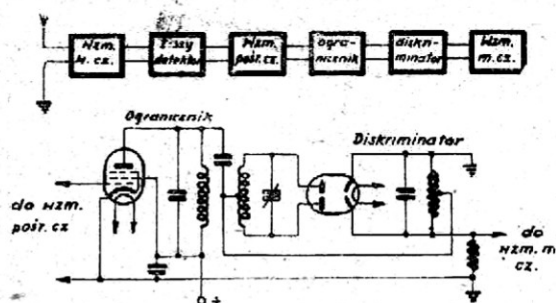 Wzm. w. cz.
I-szy detektor
Wzm. pośr. cz.
ogra-
nicznik
diskri-
minator
Wzm. m. cz.
Ogranicznik
Diskriminator
do wzm.
pośr. cz
do
wzm. m
cz.
+